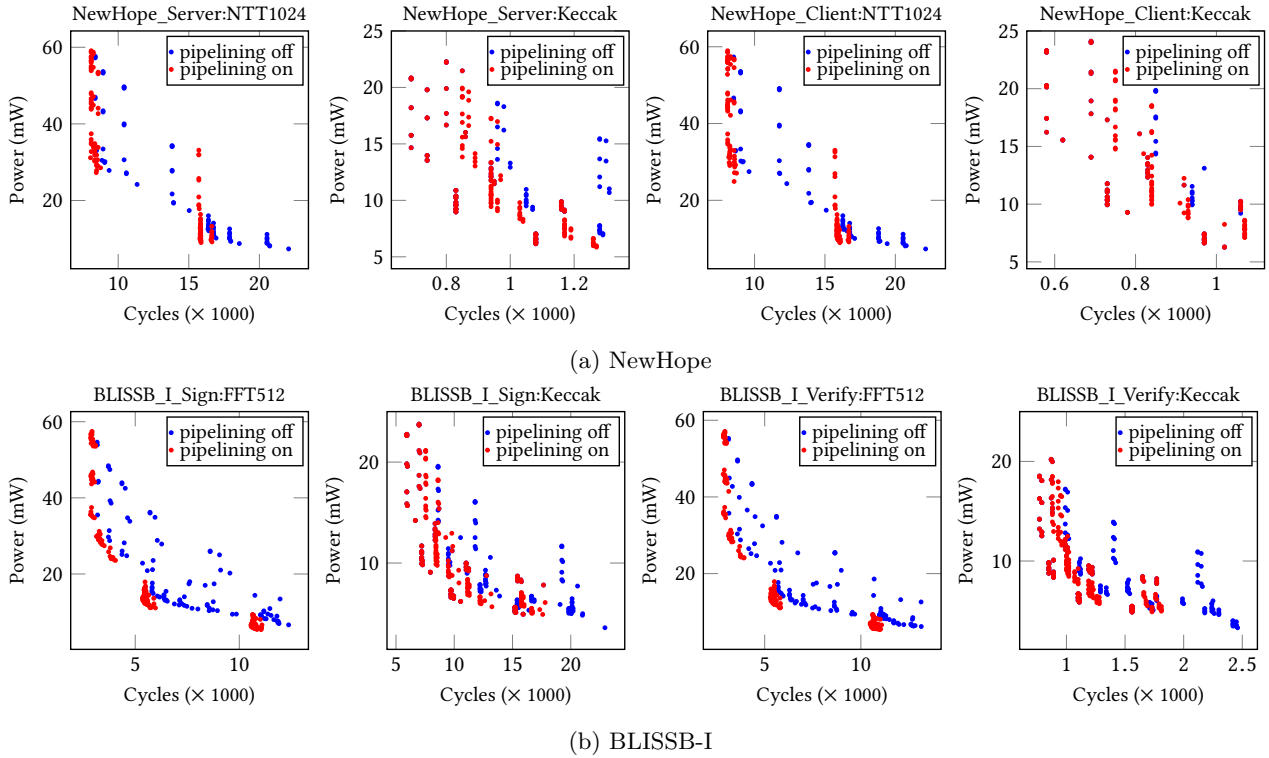 NewHope_Server:NTT1024
NewHope_Server:Keccak
NewHope_Client:NTT1024
NewHope_Client:Keccak
Power (mW)
60
40
20
pipelining off
pipelining on
10
15
20
Cycles (× 1000)
Power (mW)
25
20
15
10
5
pipelining off
pipelining on
0.8
1
1.2
Cycles (× 1000)
Power (mW)
60
40
20
pipelining off
pipelining on
10
15
20
Cycles (× 1000)
Power (mW)
25
20
15
10
5
pipelining off
pipelining on
0.6
0.8
1
Cycles (× 1000)
(a) NewHope
BLISSB_I_Sign:FFT512
BLISSB_I_Sign:Keccak
BLISSB_I_Verify:FFT512
BLISSB_I_Verify:Keccak
Power (mW)
60
40
20
0
pipelining off
pipelining on
5
10
Cycles (× 1000)
Power (mW)
20
10
pipelining off
pipelining on
5
10
15
20
Cycles (× 1000)
Power (mW)
60
40
20
0
pipelining off
pipelining on
5
10
Cycles (× 1000)
Power (mW)
20
10
pipelining off
pipelining on
1
1.5
2
2.5
Cycles (× 1000)
(b) BLISSB-I